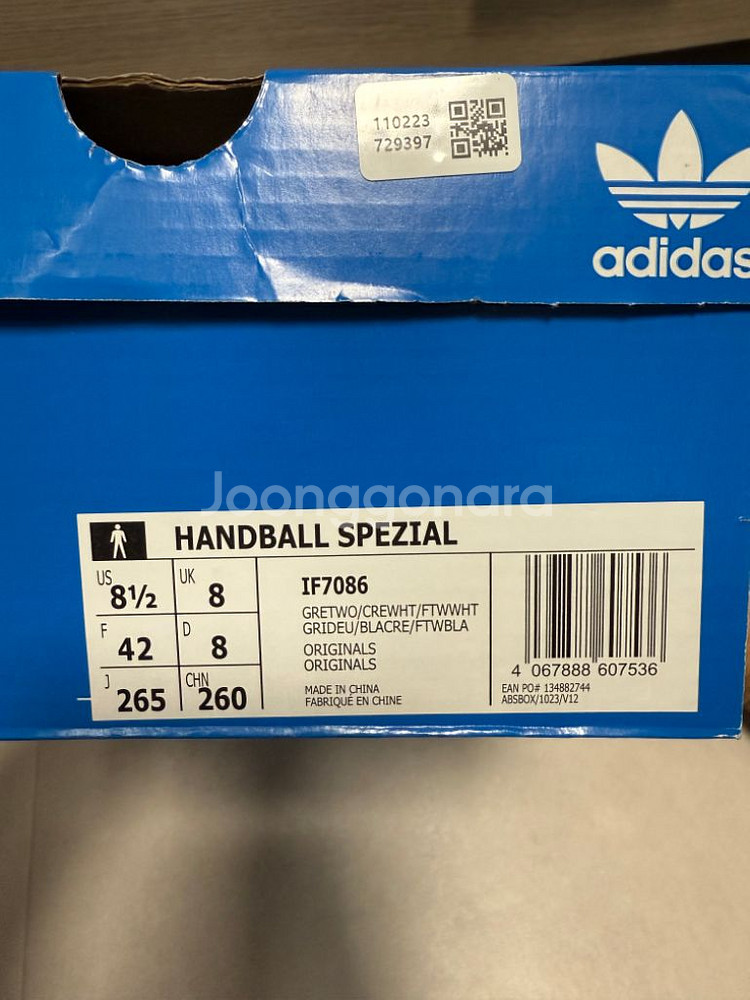 110223
729397
adidas
Joonggonara
HANDBALL SPEZIAL
US 8½ UK 8
F 42 D 8
J 265 CHN 260
IF7086
GRETWO/CREWHT/FTWWHT
GRIDEU/BLACRE/FTWBLA
ORIGINALS
ORIGINALS
MADE IN CHINA
FABRIQUÉ EN CHINE
4 067888 607536
EAN PO# 134882744
ABSBOX/1023/V12